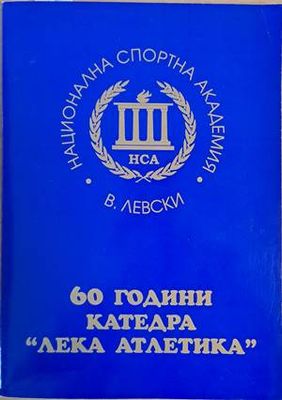 НАЦИОНАЛНА СПОРТНА АКАДЕМИЯ
НСА
• В. ЛЕВСКИ •
60 ГОДИНИ
КАТЕДРА
"ЛЕКА АТЛЕТИКА"